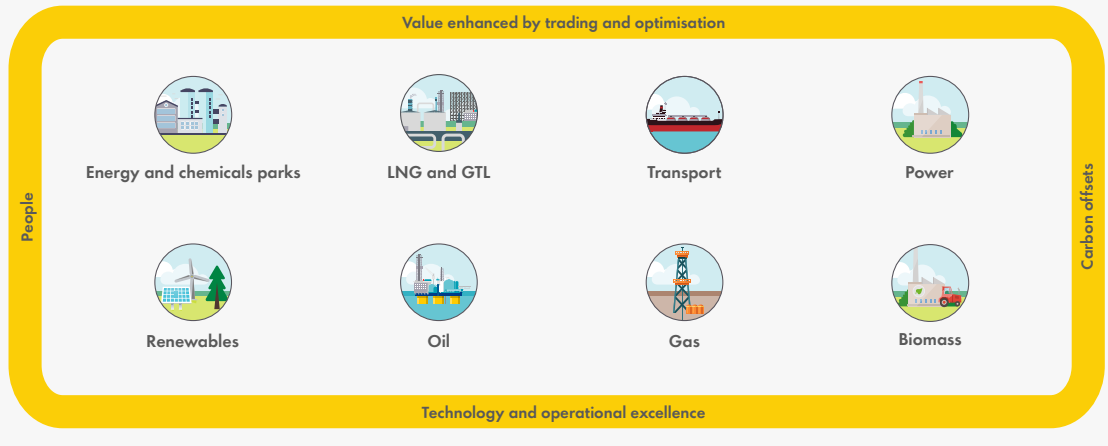 Value enhanced by trading and optimisation
People
Energy and chemicals parks
LNG and GTL
Transport
Power
Carbon offsets
Renewables
Oil
Gas
Biomass
Technology and operational excellence